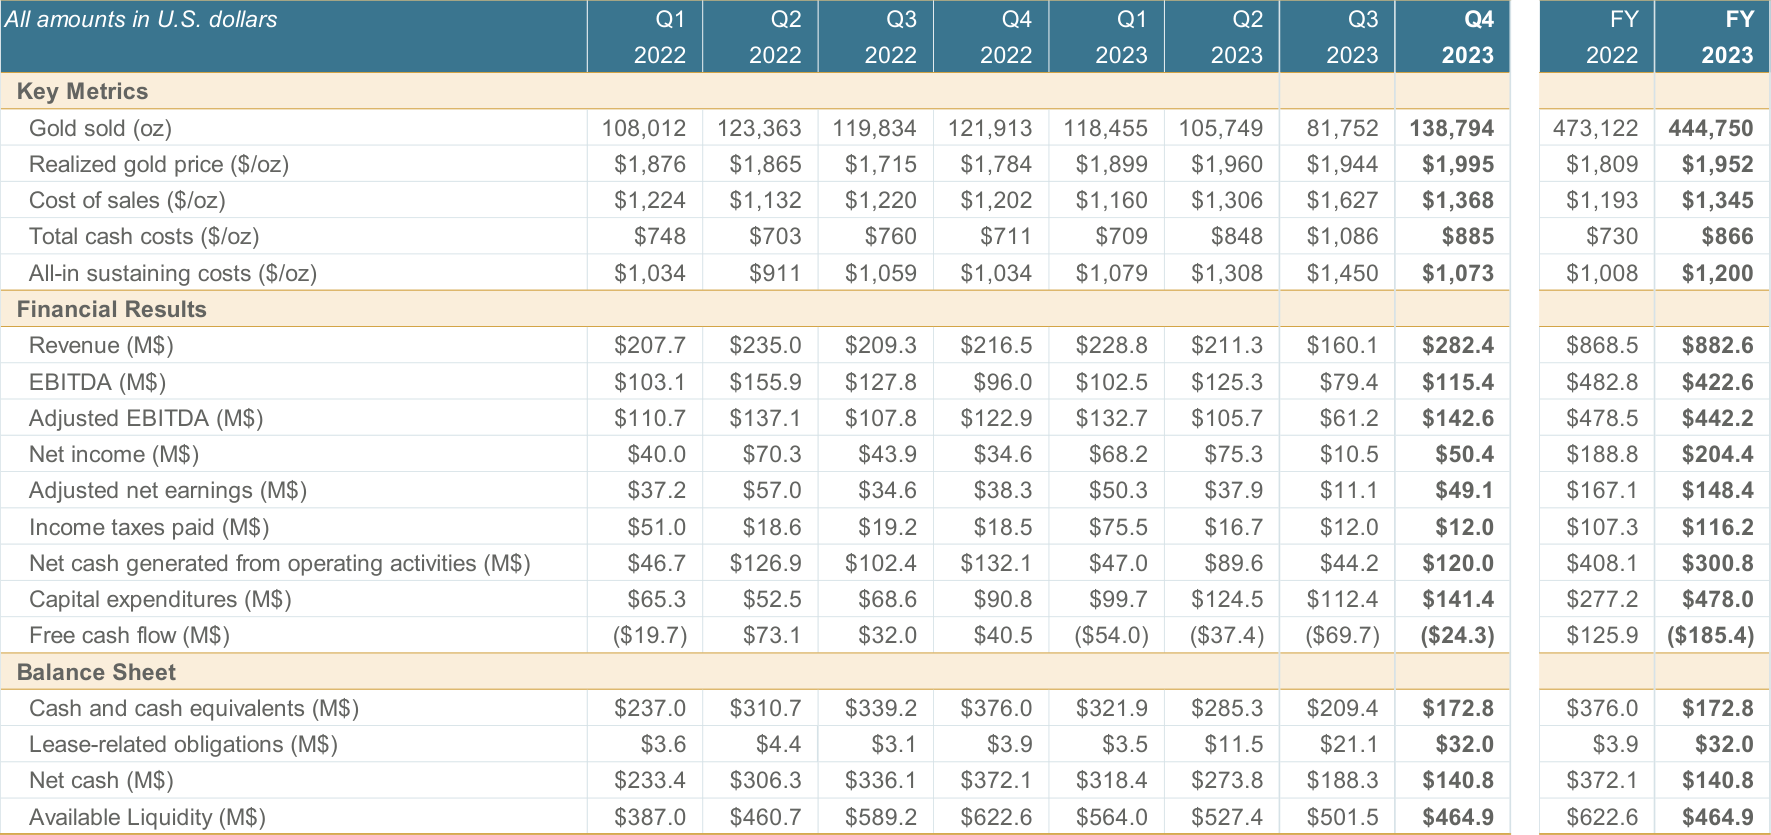 All amounts in U.S. dollars Q1 Q2 Q3 Q4 Q1 Q2 Q3 Q4 FY FY
2022 2022 2022 2022 2023 2023 2023 2023 2022 2023
Key Metrics
Gold sold (oz) 108,012 123,363 119,834 121,913 118,455 105,749 81,752 138,794 473,122 444,750
Realized gold price ($/oz) $1,876 $1,865 $1,715 $1,784 $1,899 $1,960 $1,944 $1,995 $1,809 $1,952
Cost of sales ($/oz) $1,224 $1,132 $1,220 $1,202 $1,160 $1,306 $1,627 $1,368 $1,193 $1,345
Total cash costs ($/oz) $748 $703 $760 $711 $709 $848 $1,086 $885 $730 $866
All-in sustaining costs ($/oz) $1,034 $911 $1,059 $1,034 $1,079 $1,308 $1,450 $1,073 $1,008 $1,200
Financial Results
Revenue (M$) $207.7 $235.0 $209.3 $216.5 $228.8 $211.3 $160.1 $282.4 $868.5 $882.6
EBITDA (M$) $103.1 $155.9 $127.8 $96.0 $102.5 $125.3 $79.4 $115.4 $482.8 $422.6
Adjusted EBITDA (M$) $110.7 $137.1 $107.8 $122.9 $132.7 $105.7 $61.2 $142.6 $478.5 $442.2
Net income (M$) $40.0 $70.3 $43.9 $34.6 $68.2 $75.3 $10.5 $50.4 $188.8 $204.4
Adjusted net earnings (M$) $37.2 $57.0 $34.6 $38.3 $50.3 $37.9 $11.1 $49.1 $167.1 $148.4
Income taxes paid (M$) $51.0 $18.6 $19.2 $18.5 $75.5 $16.7 $12.0 $12.0 $107.3 $116.2
Net cash generated from operating activities (M$) $46.7 $126.9 $102.4 $132.1 $47.0 $89.6 $44.2 $120.0 $408.1 $300.8
Capital expenditures (M$) $65.3 $52.5 $68.6 $90.8 $99.7 $124.5 $112.4 $141.4 $277.2 $478.0
Free cash flow (M$) ($19.7) $73.1 $32.0 $40.5 ($54.0) ($37.4) ($69.7) ($24.3) $125.9 ($185.4)
Balance Sheet
Cash and cash equivalents (M$) $237.0 $310.7 $339.2 $376.0 $321.9 $285.3 $209.4 $172.8 $376.0 $172.8
Lease-related obligations (M$) $3.6 $4.4 $3.1 $3.9 $3.5 $11.5 $21.1 $32.0 $3.9 $32.0
Net cash (M$) $233.4 $306.3 $336.1 $372.1 $318.4 $273.8 $188.3 $140.8 $372.1 $140.8
Available Liquidity (M$) $387.0 $460.7 $589.2 $622.6 $564.0 $527.4 $501.5 $464.9 $622.6 $464.9